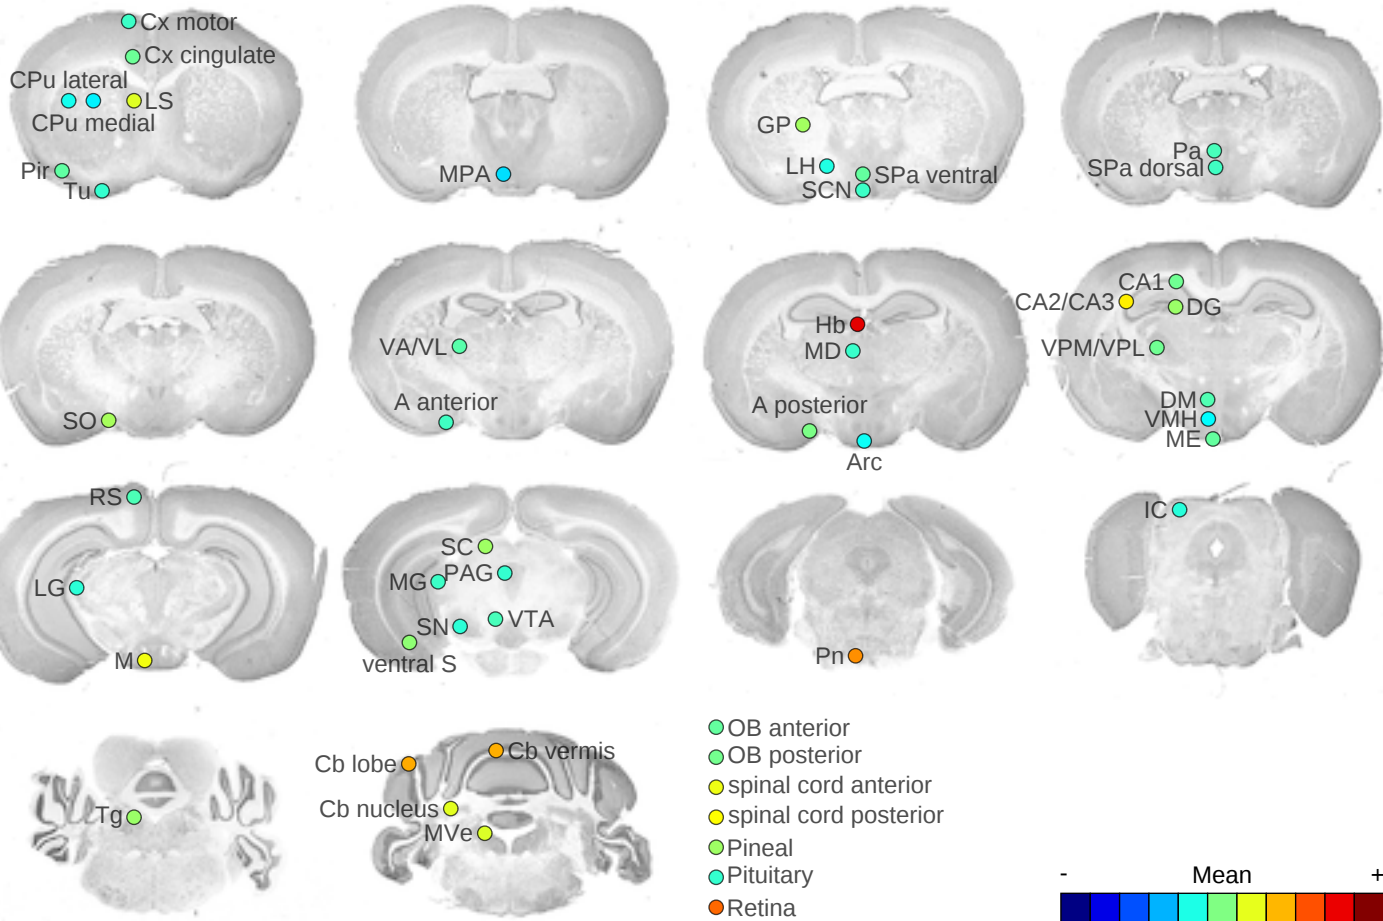 Cx motor
Cx cingulate
CPu lateral
LS
CPu medial
Pir
Tu
MPA
GP
LH
SPa ventral
SCN
Pa
SPa dorsal
SO
VA/VL
A anterior
Hb
MD
A posterior
Arc
CA1
CA2/CA3
DG
VPM/VPL
DM
VMH
ME
RS
LG
M
SC
MG
PAG
SN
VTA
ventral S
Pn
IC
Tg
Cb lobe
Cb vermis
Cb nucleus
MVe
OB anterior
OB posterior
spinal cord anterior
spinal cord posterior
Pineal
Pituitary
Retina
- Mean +